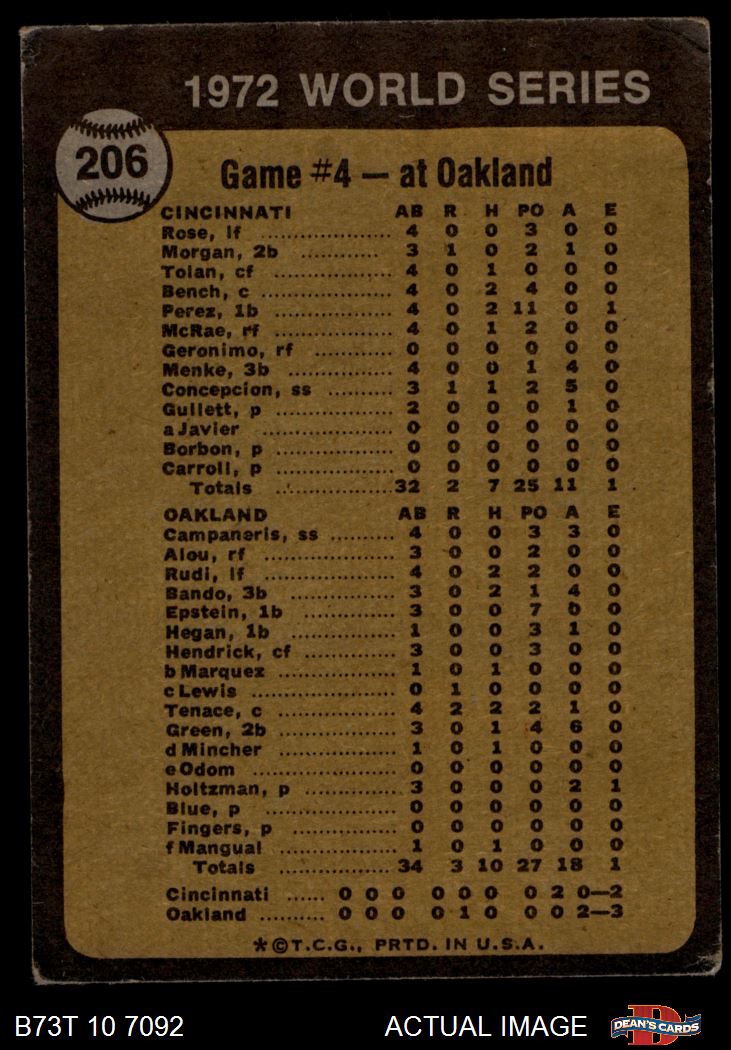 1972 WORLD SERIES
206
Game #4 — at Oakland
CINCINNATI AB R H PO A E
Rose, lf .................... 4 0 0 3 0 0
Morgan, 2b ............ 3 1 0 2 1 0
Tolan, cf .................. 4 0 1 0 0 0
Bench, c .................... 4 0 2 4 0 0
Perez, 1b .................. 4 0 2 11 0 1
McRae, rf .................. 4 0 1 2 0 0
Geronimo, rf ............ 0 0 0 0 0 0
Menke, 3b ................ 4 0 0 1 4 0
Concepcion, ss .......... 3 1 1 2 5 0
Gullett, p .................. 2 0 0 0 1 0
a Javier .................... 0 0 0 0 0 0
Borbon, p .................. 0 0 0 0 0 0
Carroll, p .................. 0 0 0 0 0 0
Totals .................. 32 2 7 25 11 1
OAKLAND AB R H PO A E
Campaneris, ss .......... 4 0 0 3 3 0
Alou, rf .................... 3 0 0 2 0 0
Rudi, lf .................... 4 0 2 2 0 0
Bando, 3b ................ 3 0 2 1 4 0
Epstein, 1b .............. 3 0 0 7 0 0
Hegan, 1b ................ 1 0 0 3 1 0
Hendrick, cf .............. 3 0 0 3 0 0
b Marquez .................. 1 0 1 0 0 0
c Lewis ...................... 0 1 0 0 0 0
Tenace, c .................. 4 2 2 2 1 0
Green, 2b .................. 3 0 1 4 6 0
d Mincher .................. 1 0 1 0 0 0
e Odom ...................... 0 0 0 0 0 0
Holtzman, p .............. 3 0 0 0 2 1
Blue, p ...................... 0 0 0 0 0 0
Fingers, p ................ 0 0 0 0 0 0
f Mangual .................. 1 0 1 0 0 0
Totals .................. 34 3 10 27 18 1
Cincinnati ...... 0 0 0 0 0 0 0 2 0—2
Oakland .......... 0 0 0 0 1 0 0 0 2—3
*©T.C.G., PRTD. IN U.S.A.
B73T 10 7092 ACTUAL IMAGE
DEAN'S CARDS